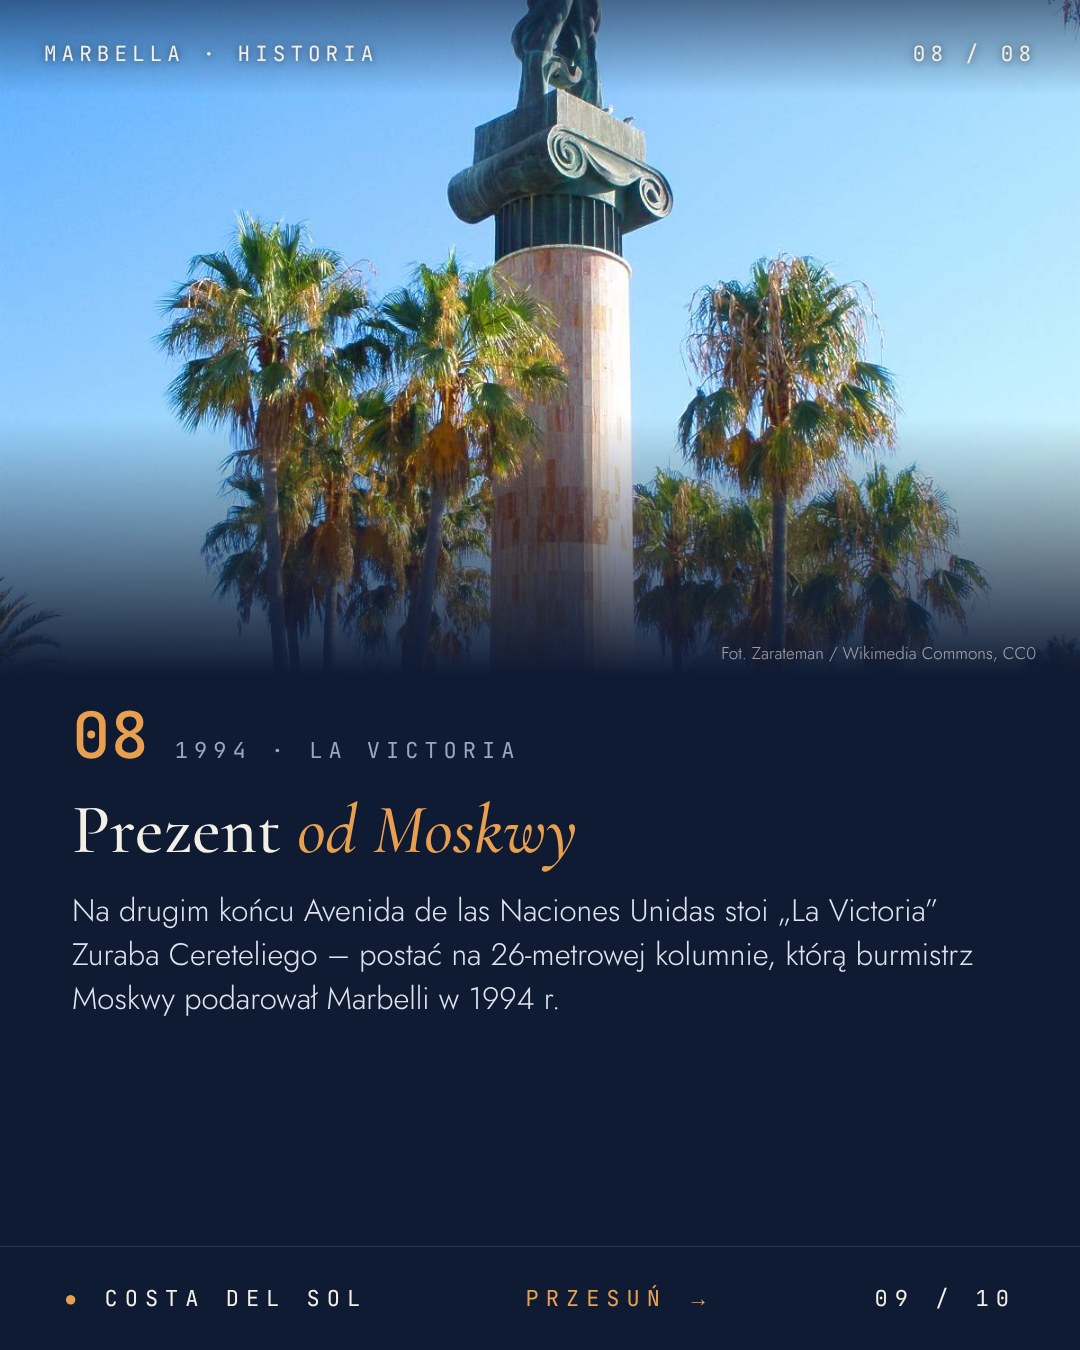 MARBELLA · HISTORIA
08 / 08
Fot. Zarateman / Wikimedia Commons, CC0
08 1994 · LA VICTORIA
Prezent od Moskwy
Na drugim końcu Avenida de las Naciones Unidas stoi „La Victoria”
Zuraba Cereteliego – postać na 26-metrowej kolumnie, którą burmistrz
Moskwy podarował Marbelli w 1994 r.
• COSTA DEL SOL
PRZESUŃ →
09 / 10